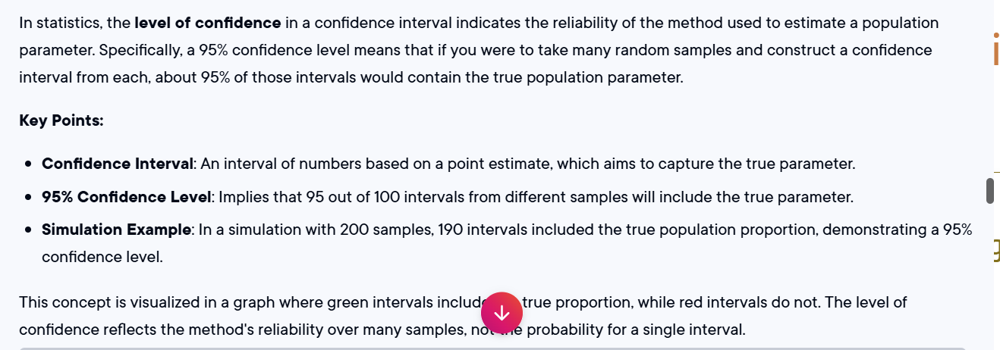 In statistics, the level of confidence in a confidence interval indicates the reliability of the method used to estimate a population
parameter. Specifically, a 95% confidence level means that if you were to take many random samples and construct a confidence
interval from each, about 95% of those intervals would contain the true population parameter.
Key Points:
• Confidence Interval: An interval of numbers based on a point estimate, which aims to capture the true parameter.
• 95% Confidence Level: Implies that 95 out of 100 intervals from different samples will include the true parameter.
• Simulation Example: In a simulation with 200 samples, 190 intervals included the true population proportion, demonstrating a 95%
confidence level.
This concept is visualized in a graph where green intervals include true proportion, while red intervals do not. The level of
confidence reflects the method's reliability over many samples, not the probability for a single interval.